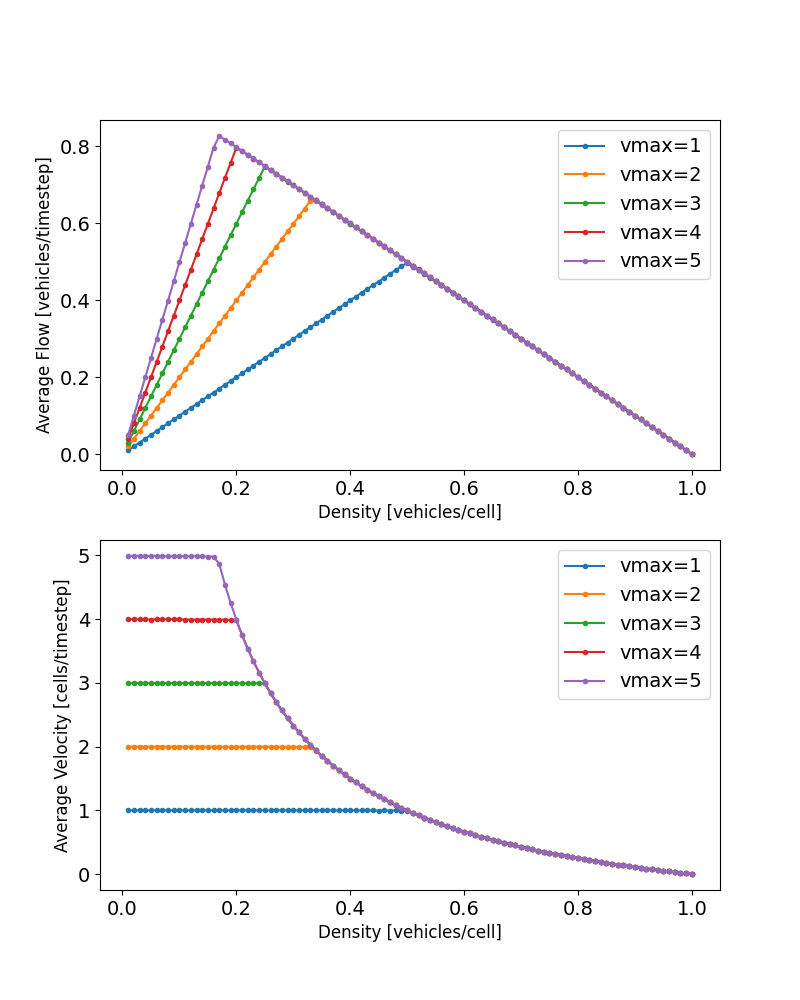 Average Flow [vehicles/timestep]
0.8
0.6
0.4
0.2
0.0
vmax=1
vmax=2
vmax=3
vmax=4
vmax=5
0.0 0.2 0.4 0.6 0.8 1.0
Density [vehicles/cell]
Average Velocity [cells/timestep]
5
4
3
2
1
0
vmax=1
vmax=2
vmax=3
vmax=4
vmax=5
0.0 0.2 0.4 0.6 0.8 1.0
Density [vehicles/cell]